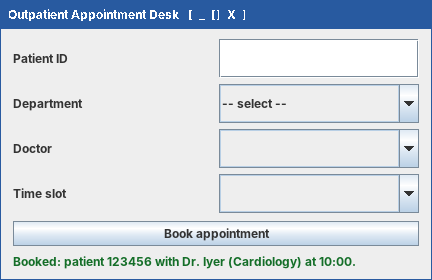 Outpatient Appointment Desk [ _ [] X ]
Patient ID
Department
-- select --
Doctor
Time slot
Book appointment
Booked: patient 123456 with Dr. Iyer (Cardiology) at 10:00.